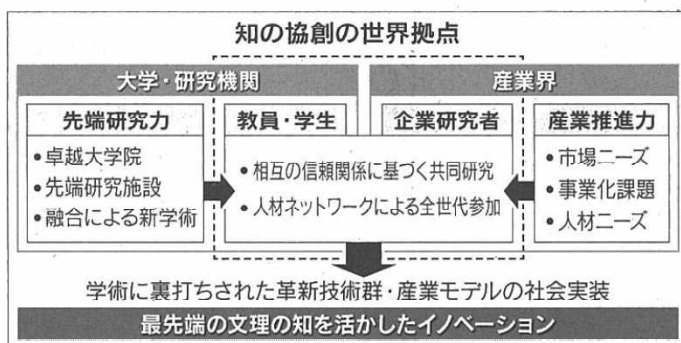 知の協創の世界拠点
大学・研究機関
産業界
先端研究力
• 卓越大学院
• 先端研究施設
• 融合による新学術
教員・学生
企業研究者
• 相互の信頼関係に基づく共同研究
• 人材ネットワークによる全世代参加
産業推進力
• 市場ニーズ
• 事業化課題
• 人材ニーズ
学術に裏打ちされた革新技術群・産業モデルの社会実装
最先端の文理の知を活かしたイノベーション